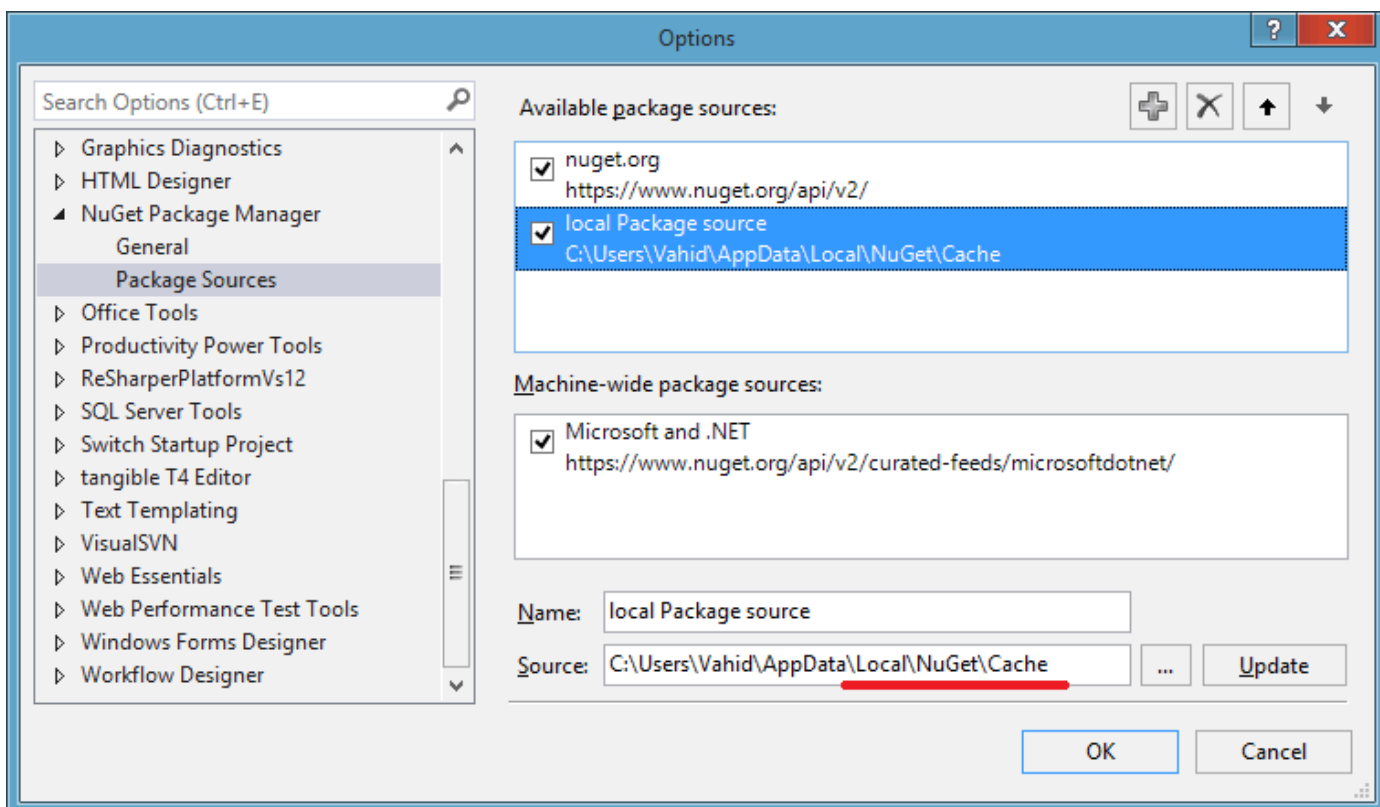 Options
?
x
Search Options (Ctrl+E)
Graphics Diagnostics
HTML Designer
NuGet Package Manager
General
Package Sources
Office Tools
Productivity Power Tools
ReSharperPlatformVs12
SQL Server Tools
Switch Startup Project
tangible T4 Editor
Text Templating
VisualSVN
Web Essentials
Web Performance Test Tools
Windows Forms Designer
Workflow Designer
Available package sources:
nuget.org
https://www.nuget.org/api/v2/
local Package source
C:\Users\Vahid\AppData\Local\NuGet\Cache
Machine-wide package sources:
Microsoft and .NET
https://www.nuget.org/api/v2/curated-feeds/microsoftdotnet/
Name: local Package source
Source: C:\Users\Vahid\AppData\Local\NuGet\Cache ... Update
OK Cancel